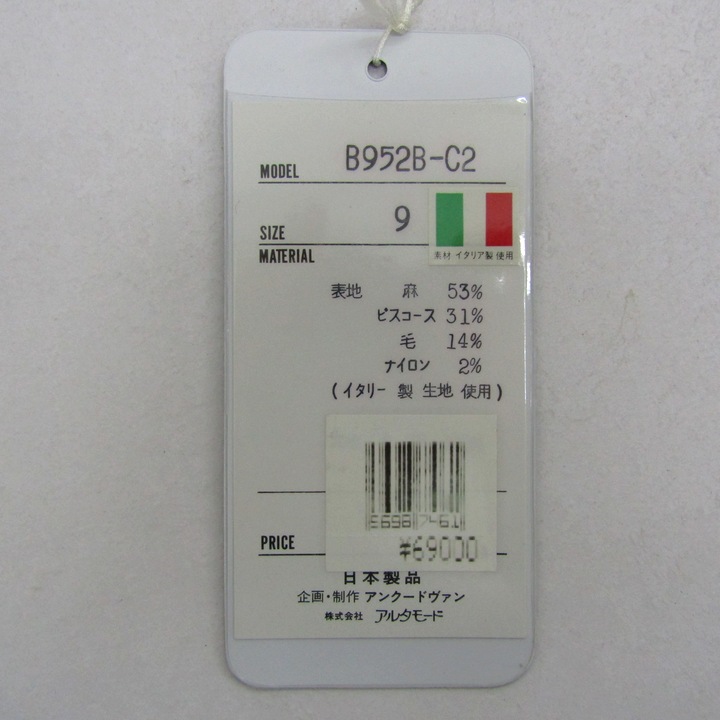 MODEL B952B-C2
SIZE 9
素材 イタリア製 使用
MATERIAL
表地 麻 53%
ビスコース 31%
毛 14%
ナイロン 2%
(イタリー 製 生地 使用)
5698 7461
PRICE ¥69000
日本製品
企画・制作 アンクードヴァン
株式会社 アルタモード